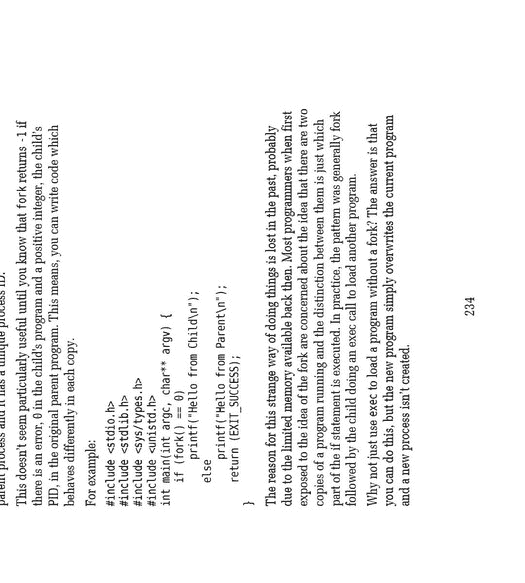 parent process and it has a unique process ID.
This doesn't seem particularly useful until you know that fork returns -1 if
there is an error, 0 in the child's program and a positive integer, the child's
PID, in the original parent program. This means, you can write code which
behaves differently in each copy.
For example:
#include <stdio.h>
#include <stdlib.h>
#include <sys/types.h>
#include <unistd.h>
int main(int argc, char** argv) {
if (fork() == 0)
printf("Hello from Child\n");
else
printf("Hello from Parent\n");
return (EXIT_SUCCESS);
}
The reason for this strange way of doing things is lost in the past, probably
due to the limited memory available back then. Most programmers when first
exposed to the idea of the fork are concerned about the idea that there are two
copies of a program running and the distinction between them is just which
part of the if statement is executed. In practice, the pattern was generally fork
followed by the child doing an exec call to load another program.
Why not just use exec to load a program without a fork? The answer is that
you can do this, but the new program simply overwrites the current program
and a new process isn't created.
234